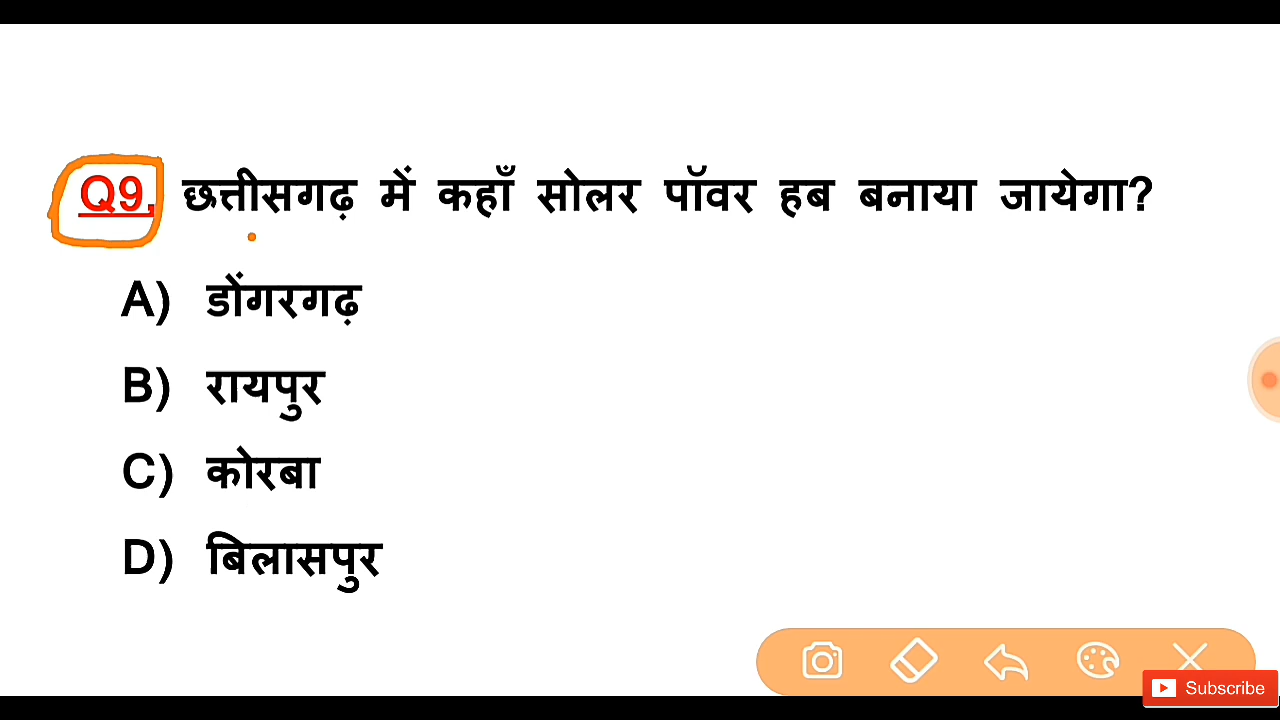 Q9. छत्तीसगढ़ में कहाँ सोलर पॉवर हब बनाया जायेगा?
A) डोंगरगढ़
B) रायपुर
C) कोरबा
D) बिलासपुर
Subscribe